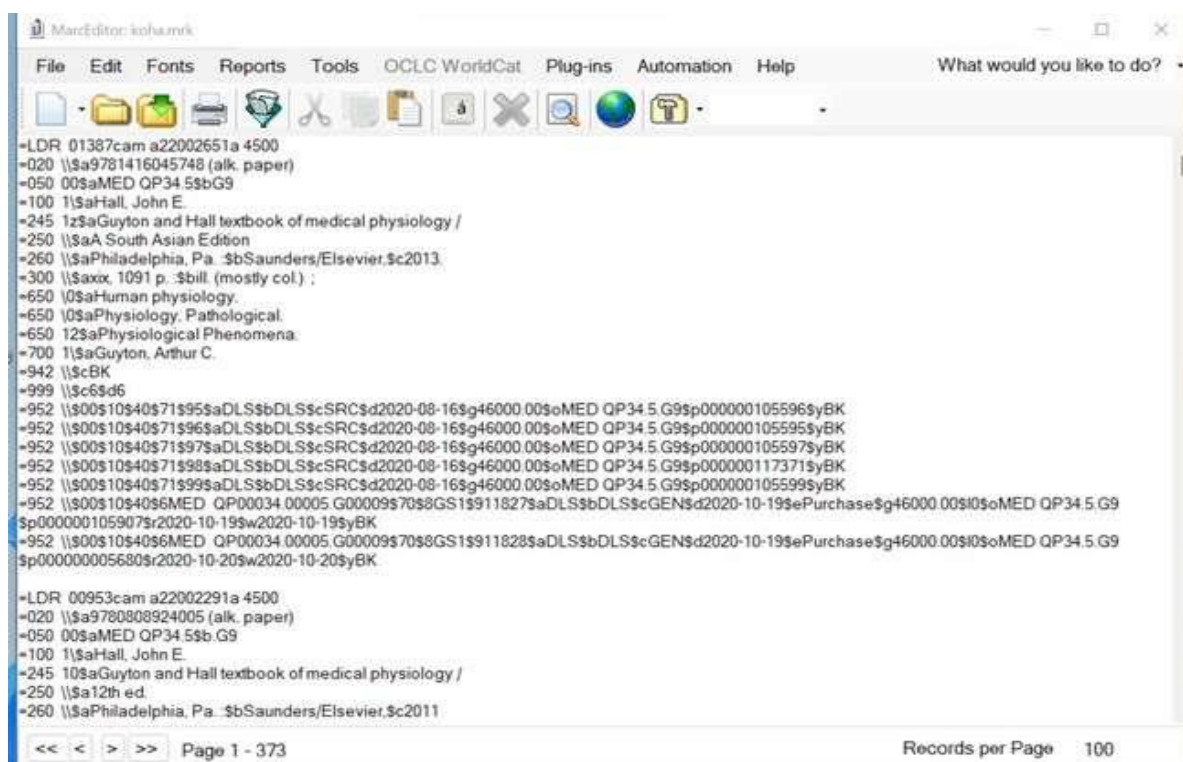 MarcEditor: koha.mrk
File Edit Fonts Reports Tools OCLC WorldCat Plug-ins Automation Help What would you like to do?
=LDR 01387cam a22002651a 4500
=020 \\$a9781416045748 (alk. paper)
=050 00$aMED QP34.5$bG9
=100 1\$aHall, John E.
=245 1z$aGuyton and Hall textbook of medical physiology /
=250 \\$aA South Asian Edition
=260 \\$aPhiladelphia, Pa. :$bSaunders/Elsevier,$c2013.
=300 \\$axix, 1091 p. :$bill. (mostly col.) ;
=650 \0$aHuman physiology.
=650 \0$aPhysiology, Pathological.
=650 12$aPhysiological Phenomena.
=700 1\$aGuyton, Arthur C.
=942 \\$cBK
=999 \\$c6$d6
=952 \\$00$10$40$71$95$aDLS$bDLS$cSRC$d2020-08-16$g46000.00$oMED QP34.5.G9$p000000105596$yBK
=952 \\$00$10$40$71$96$aDLS$bDLS$cSRC$d2020-08-16$g46000.00$oMED QP34.5.G9$p000000105595$yBK
=952 \\$00$10$40$71$97$aDLS$bDLS$cSRC$d2020-08-16$g46000.00$oMED QP34.5.G9$p000000105597$yBK
=952 \\$00$10$40$71$98$aDLS$bDLS$cSRC$d2020-08-16$g46000.00$oMED QP34.5.G9$p000000117371$yBK
=952 \\$00$10$40$71$99$aDLS$bDLS$cSRC$d2020-08-16$g46000.00$oMED QP34.5.G9$p000000105599$yBK
=952 \\$00$10$40$6MED_QP00034.00005.G00009$70$8GS1$911827$aDLS$bDLS$cGEN$d2020-10-19$ePurchase$g46000.00$l0$oMED QP34.5.G9
$p000000105907$r2020-10-19$w2020-10-19$yBK
=952 \\$00$10$40$6MED_QP00034.00005.G00009$70$8GS1$911828$aDLS$bDLS$cGEN$d2020-10-19$ePurchase$g46000.00$l0$oMED QP34.5.G9
$p000000005680$r2020-10-20$w2020-10-20$yBK
=LDR 00953cam a22002291a 4500
=020 \\$a9780808924005 (alk. paper)
=050 00$aMED QP34.5$b.G9
=100 1\$aHall, John E.
=245 10$aGuyton and Hall textbook of medical physiology /
=250 \\$a12th ed.
=260 \\$aPhiladelphia, Pa. :$bSaunders/Elsevier,$c2011
<< < > >> Page 1 - 373 Records per Page 100